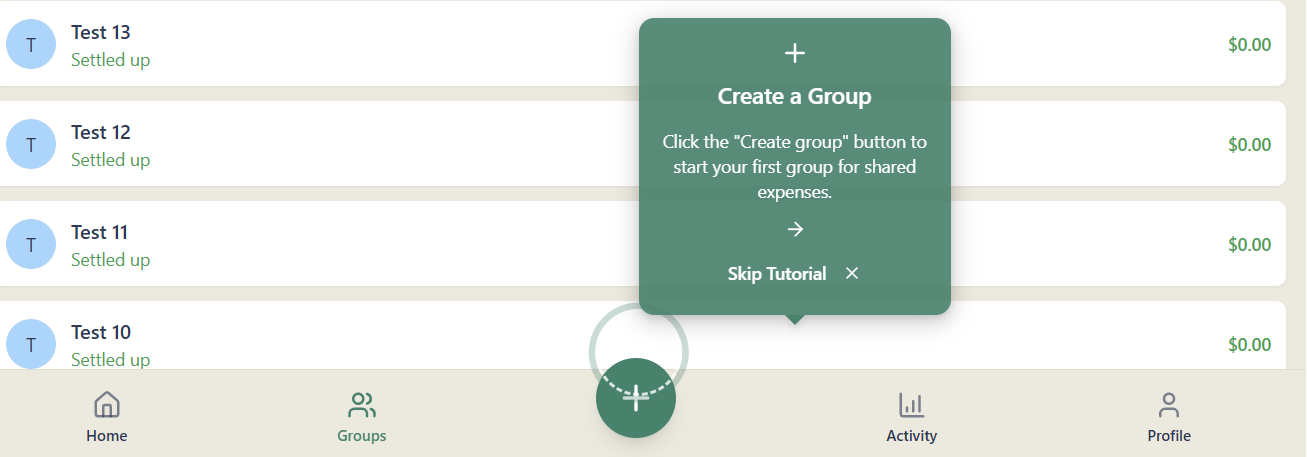 T
Test 13
Settled up
$0.00
T
Test 12
Settled up
$0.00
T
Test 11
Settled up
$0.00
T
Test 10
Settled up
$0.00
Create a Group
Click the "Create group" button to
start your first group for shared
expenses.
Skip Tutorial
Home
Groups
Activity
Profile